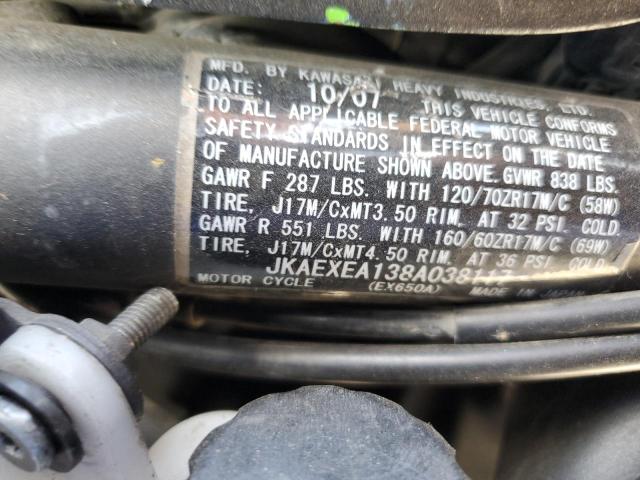 MFD. BY KAWASAKI HEAVY INDUSTRIES, LTD.
DATE: 10/07 THIS VEHICLE CONFORMS
TO ALL APPLICABLE FEDERAL MOTOR VEHICLE
SAFETY STANDARDS IN EFFECT ON THE DATE
OF MANUFACTURE SHOWN ABOVE. GVWR 838 LBS.
GAWR F 287 LBS. WITH 120/70ZR17M/C (58W)
TIRE, J17M/CxMT3.50 RIM, AT 32 PSI COLD
GAWR R 551 LBS. WITH 160/60ZR17M/C (69W)
TIRE, J17M/CxMT4.50 RIM, AT 36 PSI COLD
JKAEXEA138A038117
MOTOR CYCLE (EX650A) MADE IN JAPAN